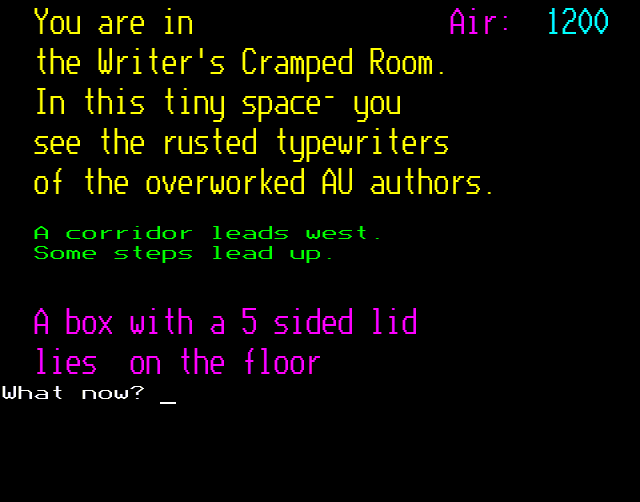 You are in Air: 1200
the Writer's Cramped Room.
In this tiny space- you
see the rusted typewriters
of the overworked AU authors.
A corridor leads west.
Some steps lead up.
A box with a 5 sided lid
lies  on the floor
What now? _